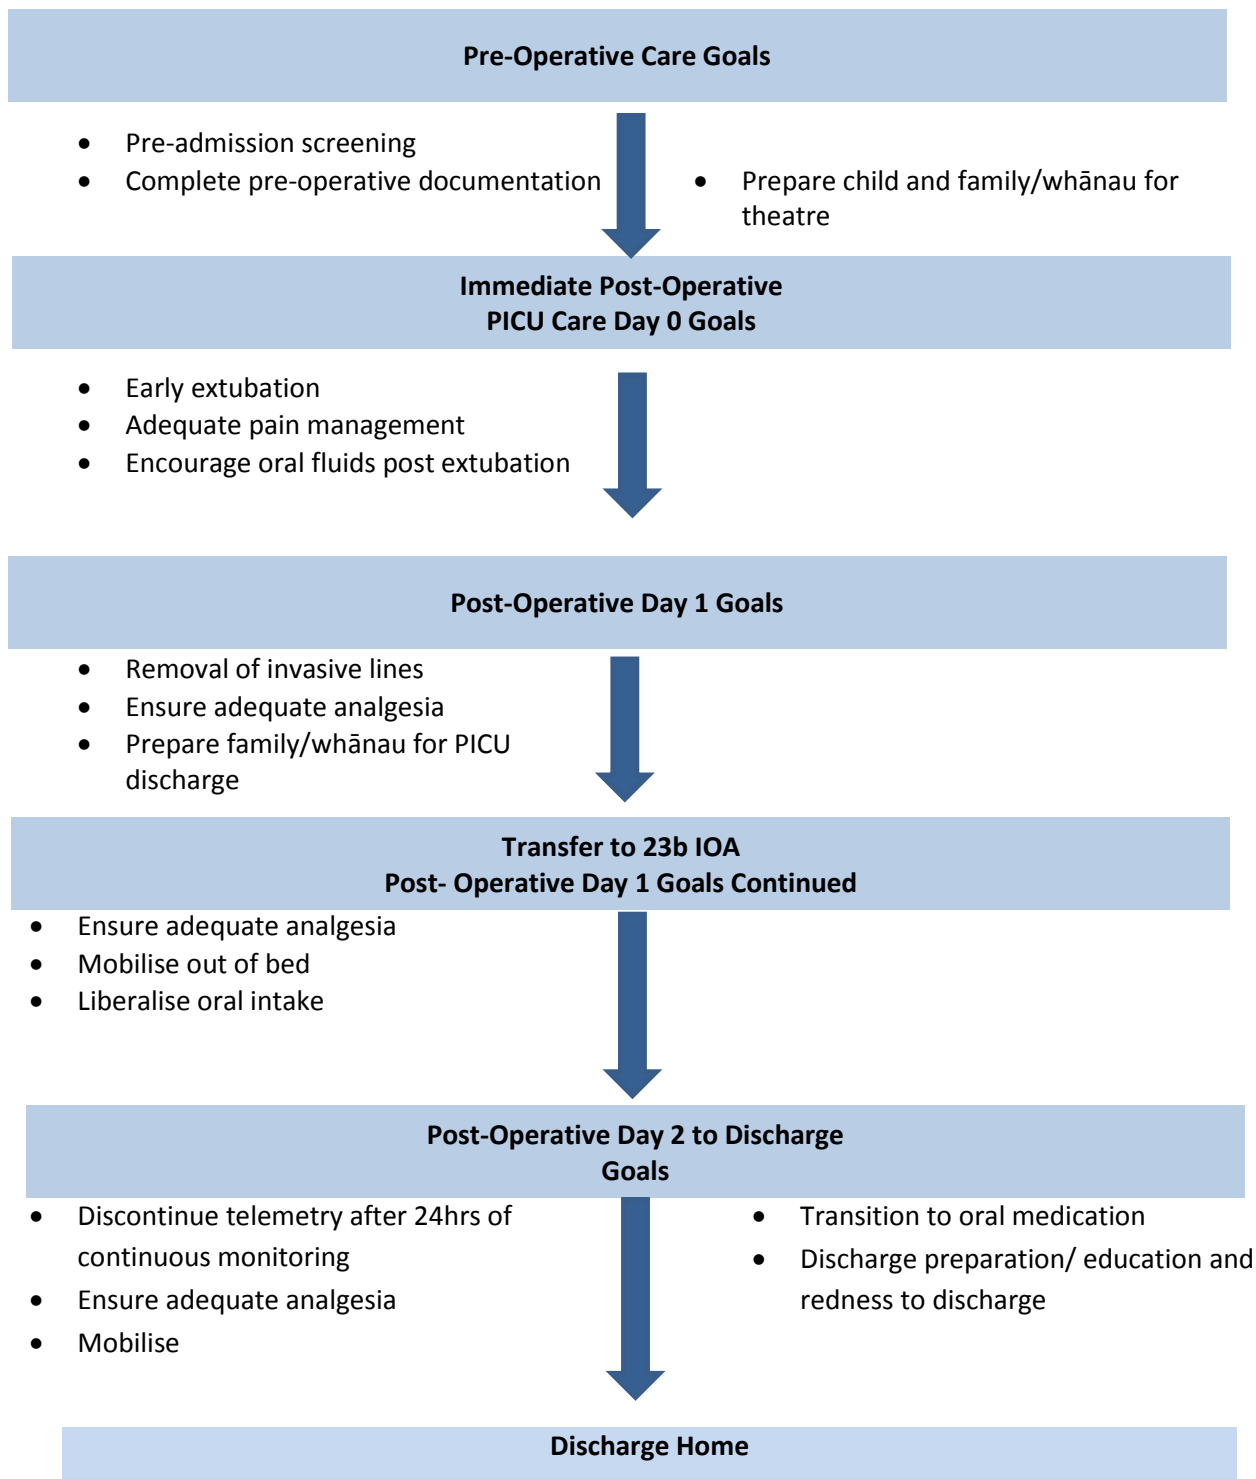 Pre-Operative Care Goals
• Pre-admission screening
• Complete pre-operative documentation
• Prepare child and family/whānau for
theatre
Immediate Post-Operative
PICU Care Day 0 Goals
• Early extubation
• Adequate pain management
• Encourage oral fluids post extubation
Post-Operative Day 1 Goals
• Removal of invasive lines
• Ensure adequate analgesia
• Prepare family/whānau for PICU
discharge
Transfer to 23b IOA
Post- Operative Day 1 Goals Continued
• Ensure adequate analgesia
• Mobilise out of bed
• Liberalise oral intake
Post-Operative Day 2 to Discharge
Goals
• Discontinue telemetry after 24hrs of
continuous monitoring
• Ensure adequate analgesia
• Mobilise
• Transition to oral medication
• Discharge preparation/ education and
redness to discharge
Discharge Home